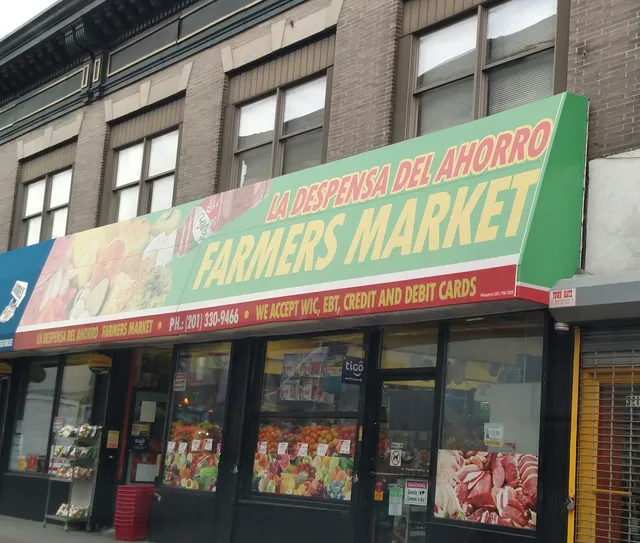 LA DESPENSA DEL AHORRO
FARMERS MARKET
LA DESPENSA DEL AHORRO FARMERS MARKET • PH.: (201) 330-9466 • WE ACCEPT WIC, EBT, CREDIT AND DEBIT CARDS
tigo
WARNING